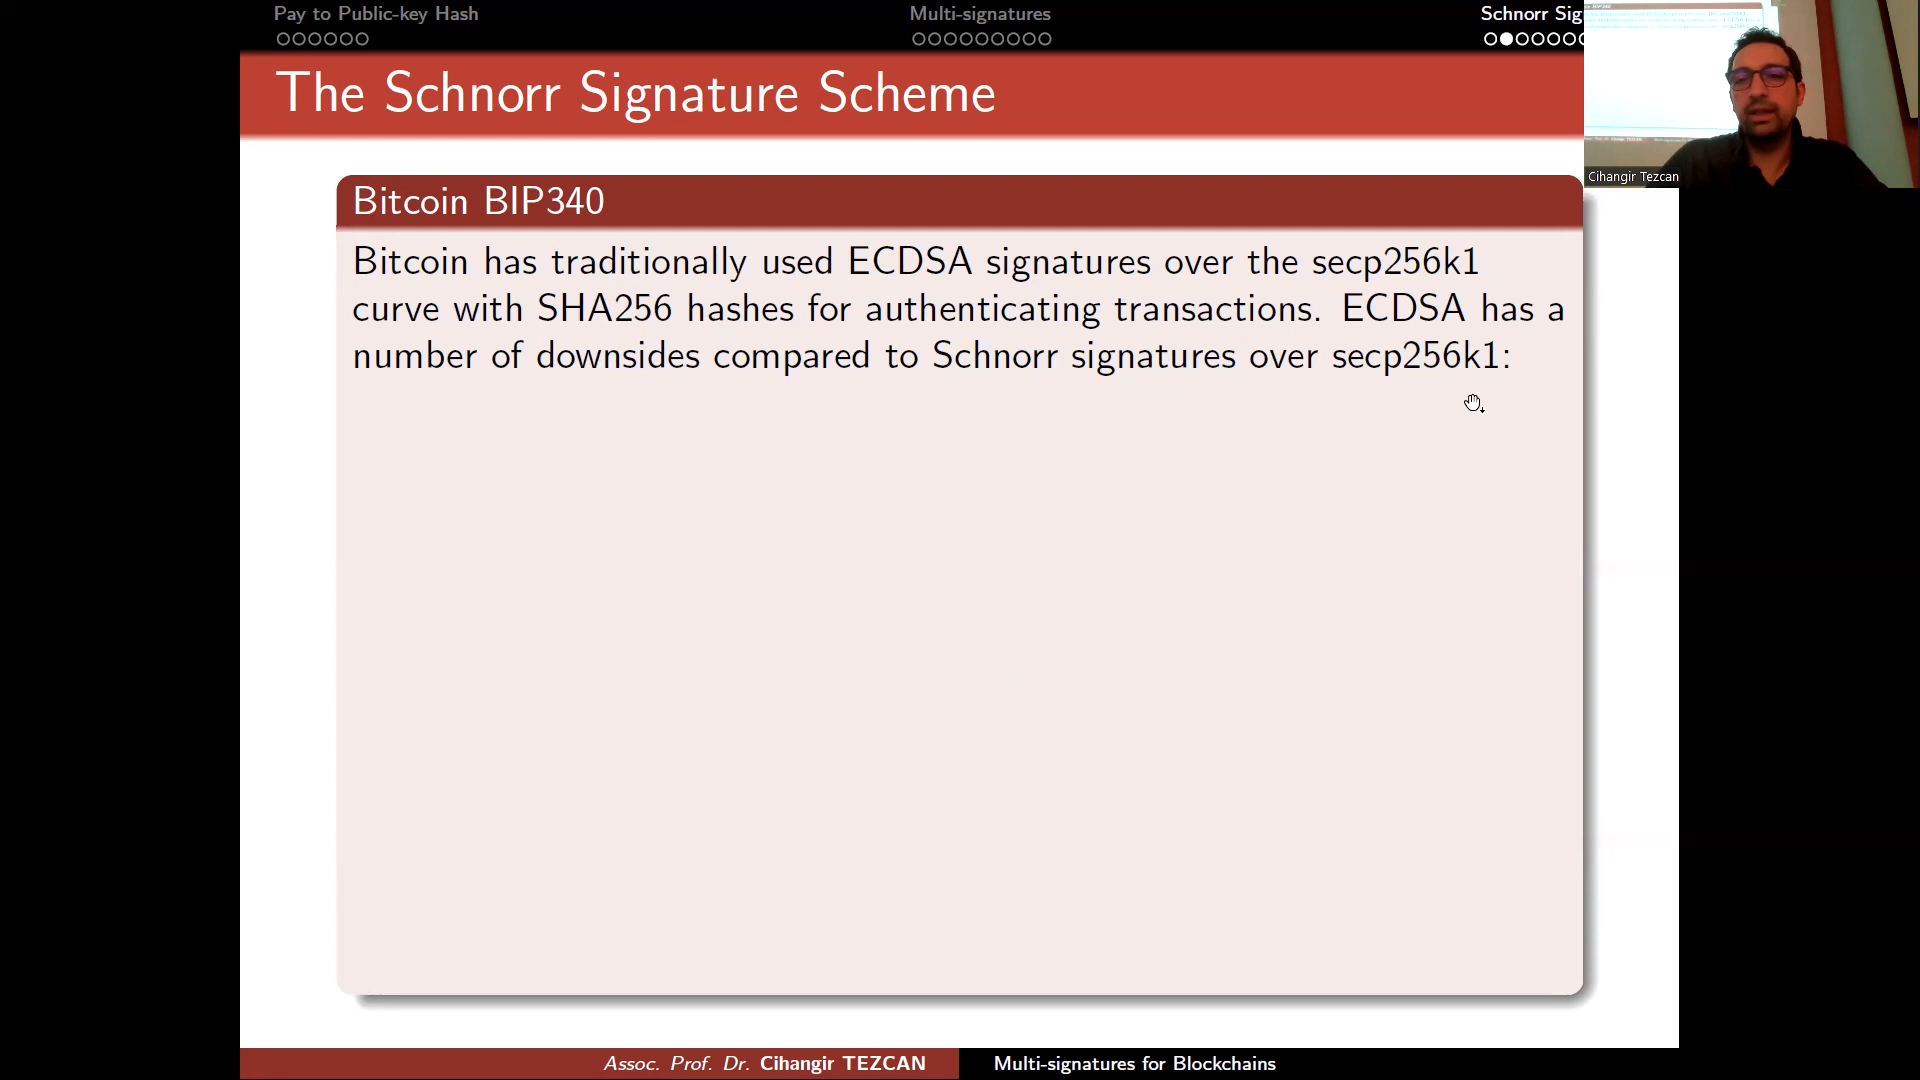 Pay to Public-key Hash
Multi-signatures
Schnorr Sig
The Schnorr Signature Scheme
Cihangir Tezcan
Bitcoin BIP340
Bitcoin has traditionally used ECDSA signatures over the secp256k1
curve with SHA256 hashes for authenticating transactions. ECDSA has a
number of downsides compared to Schnorr signatures over secp256k1:
Assoc. Prof. Dr. Cihangir TEZCAN
Multi-signatures for Blockchains